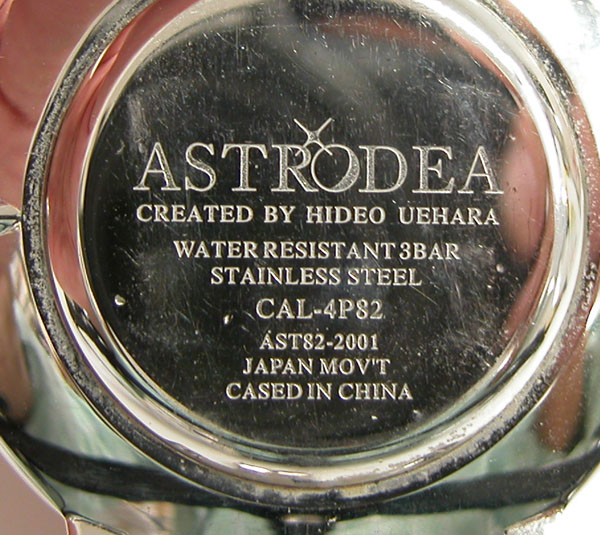 ASTRODEA
CREATED BY HIDEO UEHARA
WATER RESISTANT 3BAR
STAINLESS STEEL
CAL-4P82
AST82-2001
JAPAN MOV'T
CASED IN CHINA